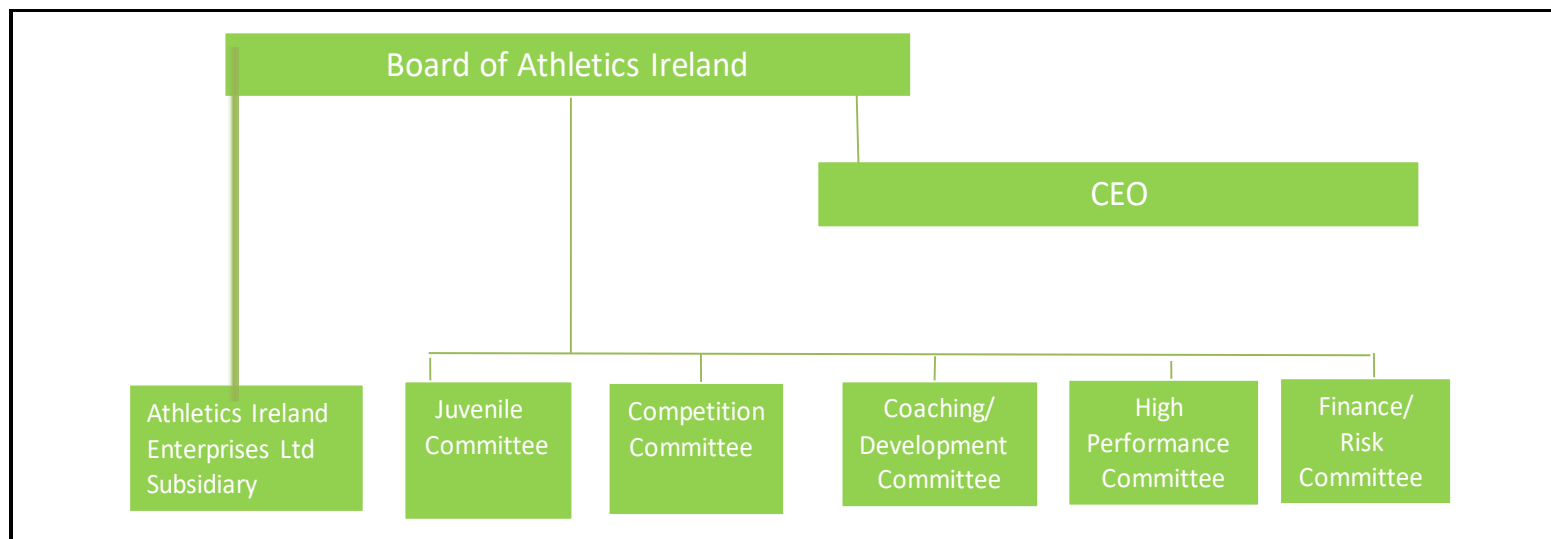 Board of Athletics Ireland
CEO
Athletics Ireland
Enterprises Ltd
Subsidiary
Juvenile
Committee
Competition
Committee
Coaching/
Development
Committee
High
Performance
Committee
Finance/
Risk
Committee